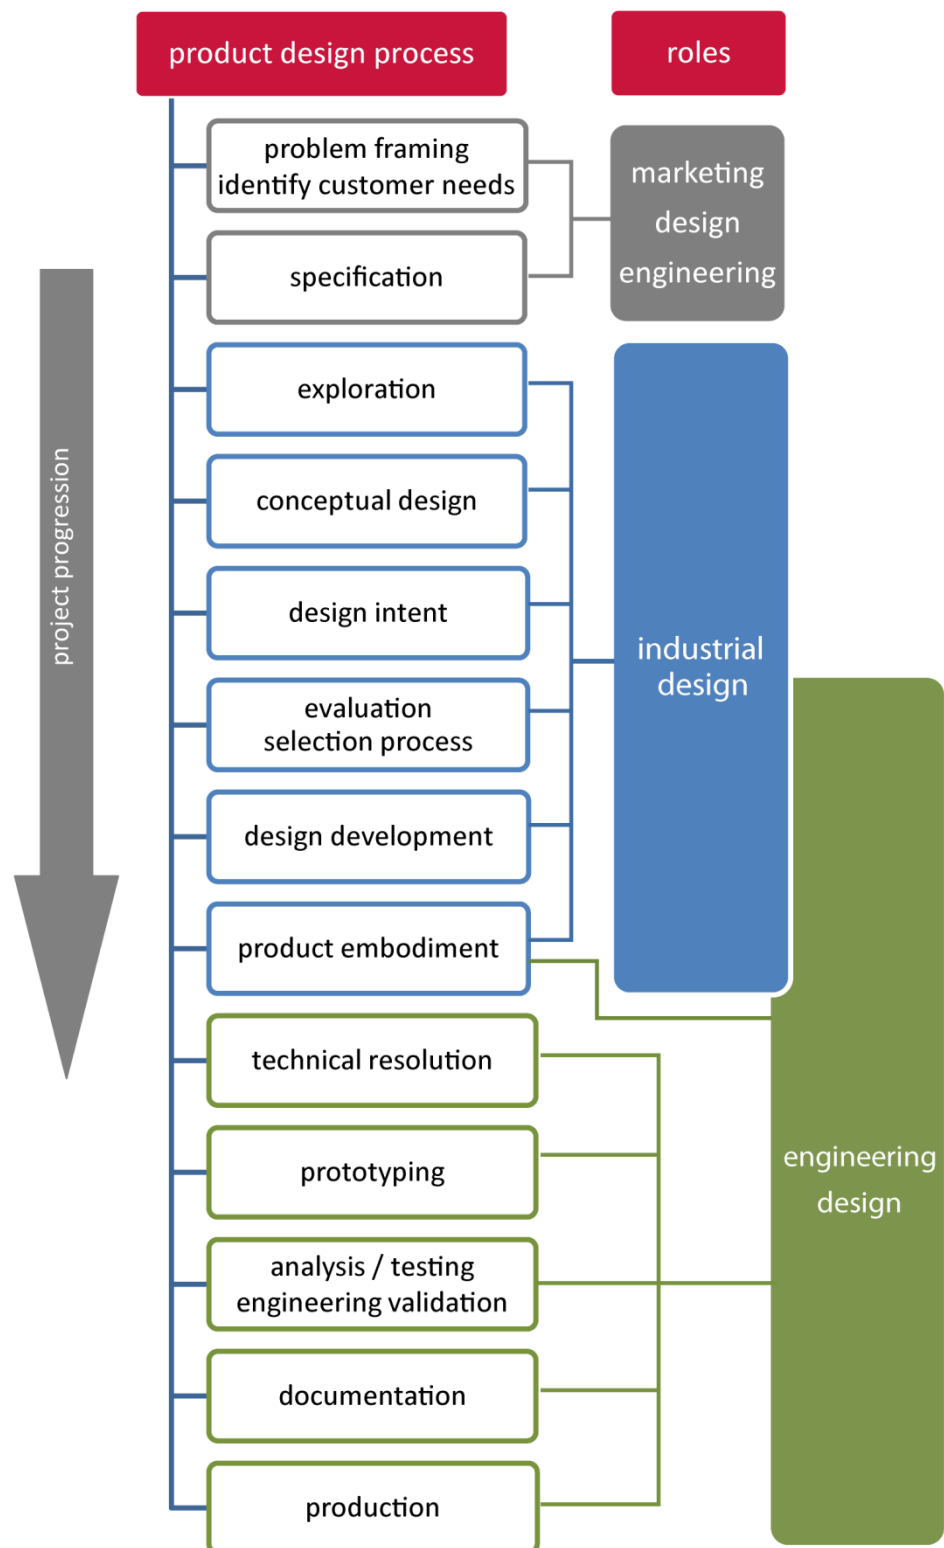 product design process
roles
problem framing
identify customer needs
marketing
design
engineering
specification
project progression
exploration
conceptual design
design intent
industrial
design
evaluation
selection process
design development
product embodiment
technical resolution
prototyping
engineering
design
analysis / testing
engineering validation
documentation
production